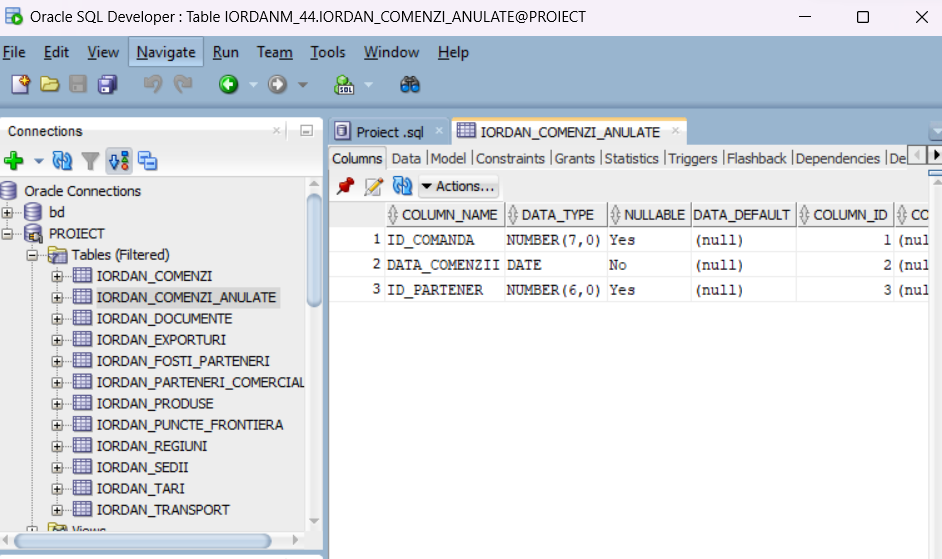 Oracle SQL Developer : Table IORDANM_44.IORDAN_COMENZI_ANULATE@PROIECT
File Edit View Navigate Run Team Tools Window Help
Connections
Oracle Connections
bd
PROIECT
Tables (Filtered)
IORDAN_COMENZI
IORDAN_COMENZI_ANULATE
IORDAN_DOCUMENTE
IORDAN_EXPORTURI
IORDAN_FOSTI_PARTENERI
IORDAN_PARTENERI_COMERCIAL
IORDAN_PRODUSE
IORDAN_PUNCTE_FRONTIERA
IORDAN_REGIUNI
IORDAN_SEDII
IORDAN_TARI
IORDAN_TRANSPORT
Views
Proiect .sql IORDAN_COMENZI_ANULATE
Columns Data Model Constraints Grants Statistics Triggers Flashback Dependencies De
Actions...
COLUMN_NAME DATA_TYPE NULLABLE DATA_DEFAULT COLUMN_ID CO
1 ID_COMANDA NUMBER(7,0) Yes (null) 1 (nul
2 DATA_COMENZII DATE No (null) 2 (nul
3 ID_PARTENER NUMBER(6,0) Yes (null) 3 (nul